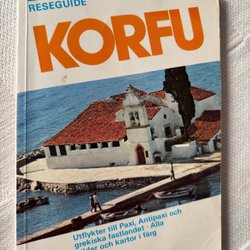 RESEGUIDE
KORFU
Utflykter till Paxi, Antipaxi och
grekiska fastlandet · Alla
och kartor i färg